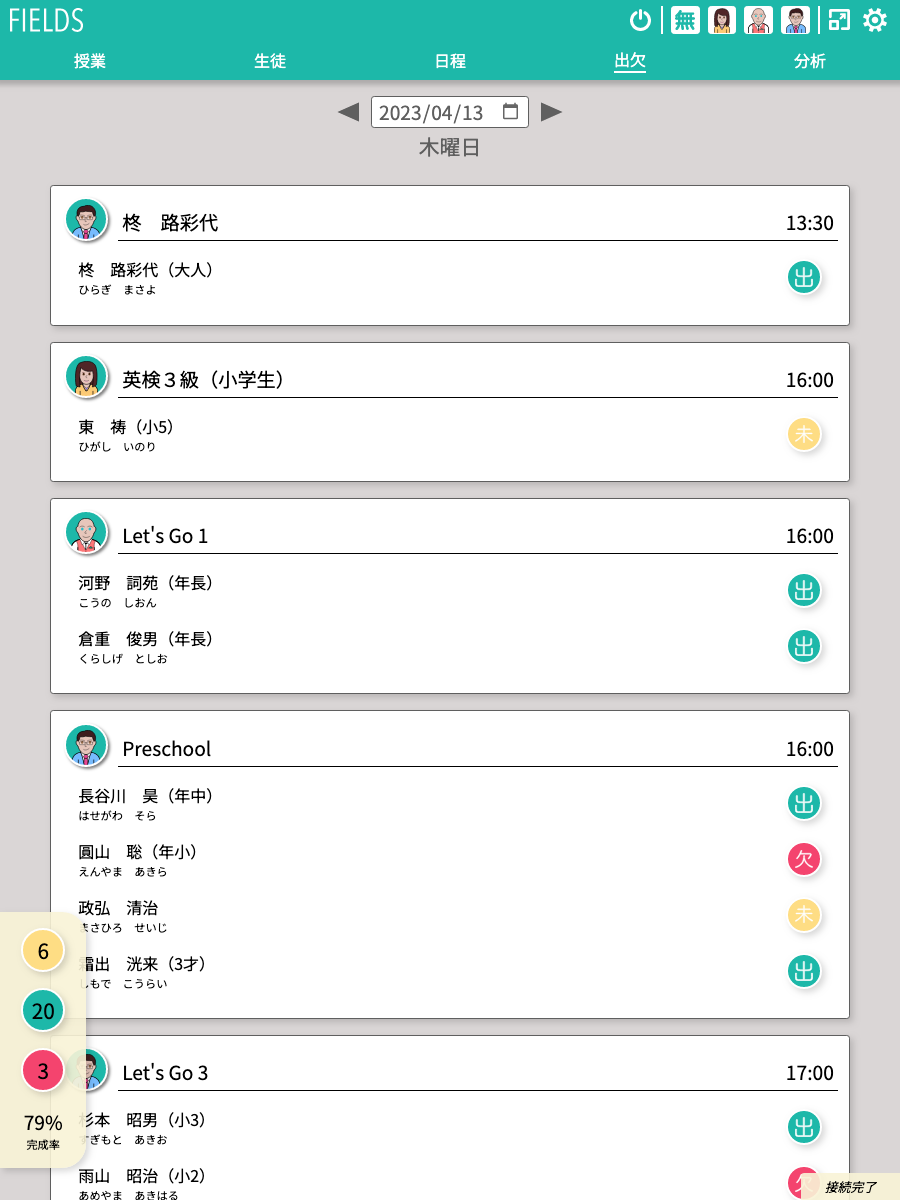 FIELDS
無
授業 生徒 日程 出欠 分析
2023/04/13
木曜日
柊　路彩代 13:30
柊　路彩代（大人） 出
ひらぎ　まさよ
英検３級（小学生） 16:00
東　祷（小5） 未
ひがし　いのり
Let's Go 1 16:00
河野　詞苑（年長） 出
こうの　しおん
倉重　俊男（年長） 出
くらしげ　としお
Preschool 16:00
長谷川　昊（年中） 出
はせがわ　そら
圓山　聡（年小） 欠
えんやま　あきら
政弘　清治 未
まさひろ　せいじ
霜出　洸来（3才） 出
しもで　こうらい
Let's Go 3 17:00
杉本　昭男（小3） 出
すぎもと　あきお
雨山　昭治（小2） 欠
あめやま　あきはる
6
20
3
79%
完成率
接続完了